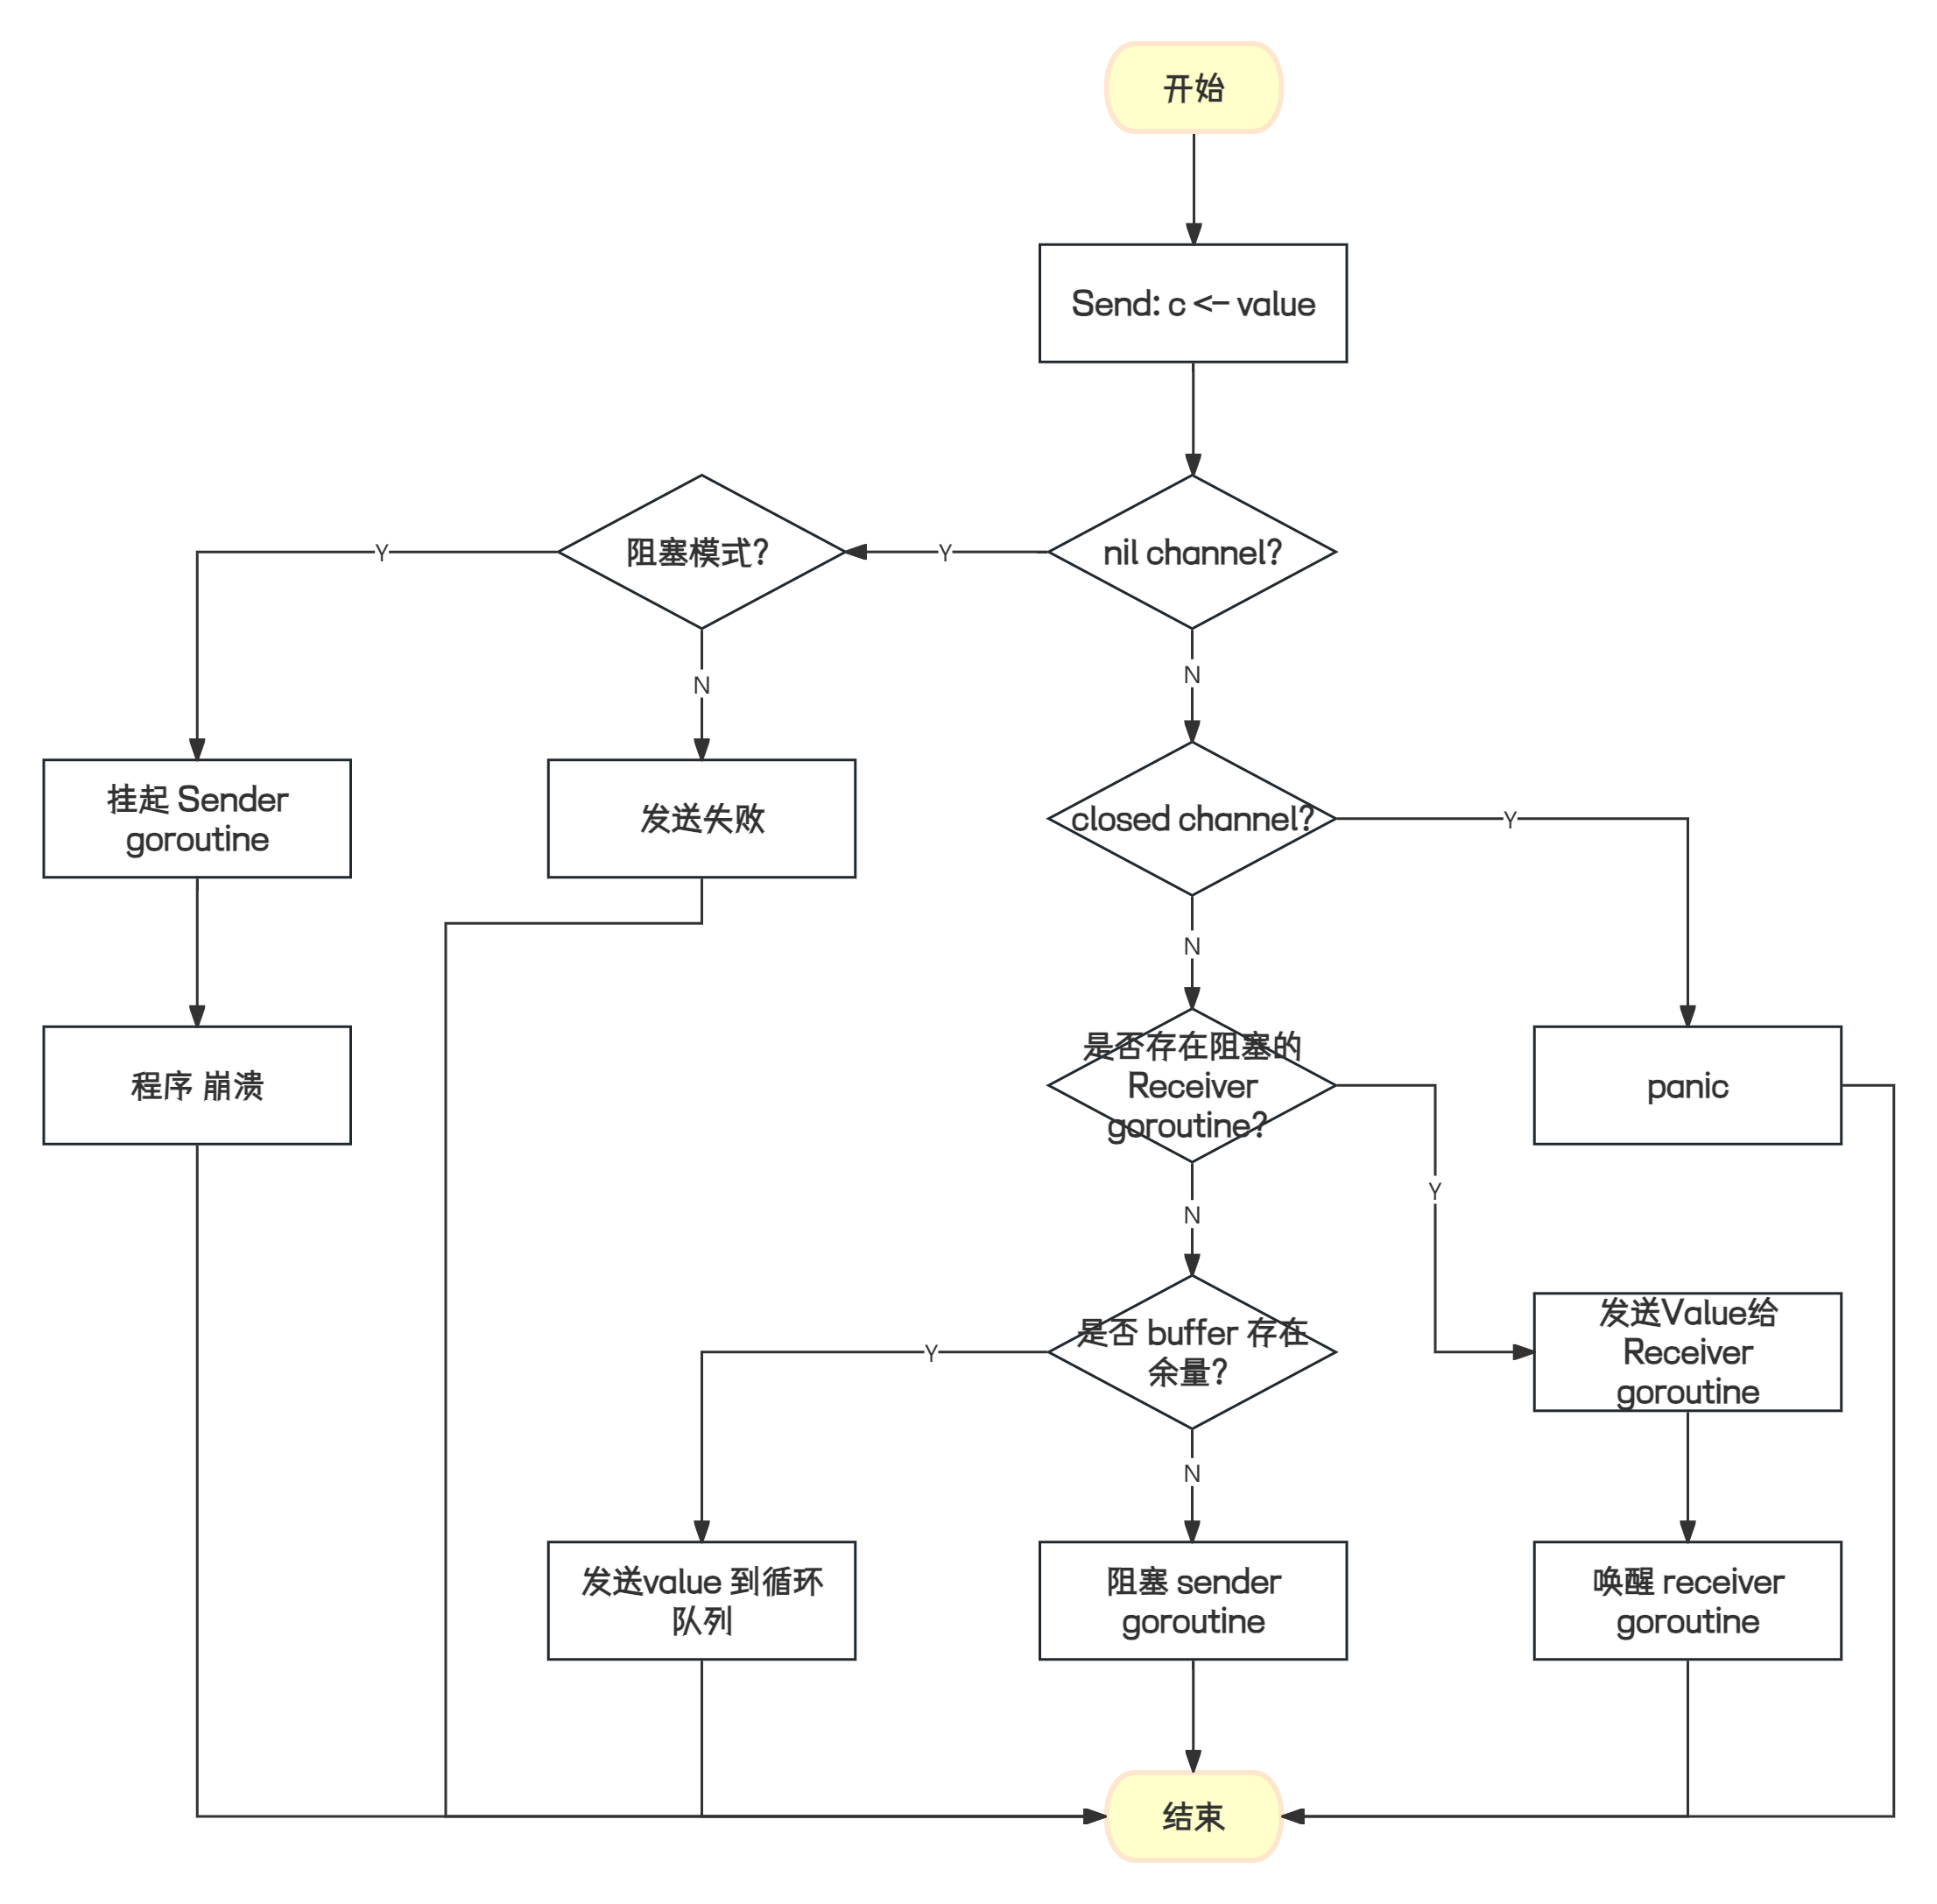 开始
Send: c <- value
阻塞模式?
nil channel?
Y
Y
N
N
挂起 Sender
goroutine
发送失败
closed channel?
Y
N
程序 崩溃
是否存在阻塞的
Receiver
goroutine?
panic
Y
N
是否 buffer 存在
余量?
Y
发送Value给
Receiver
goroutine
N
发送value 到循环
队列
阻塞 sender
goroutine
唤醒 receiver
goroutine
结束